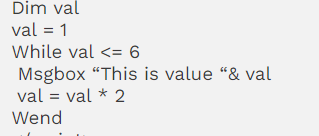 Dim val
val = 1
While val <= 6
Msgbox “This is value “& val
val = val * 2
Wend